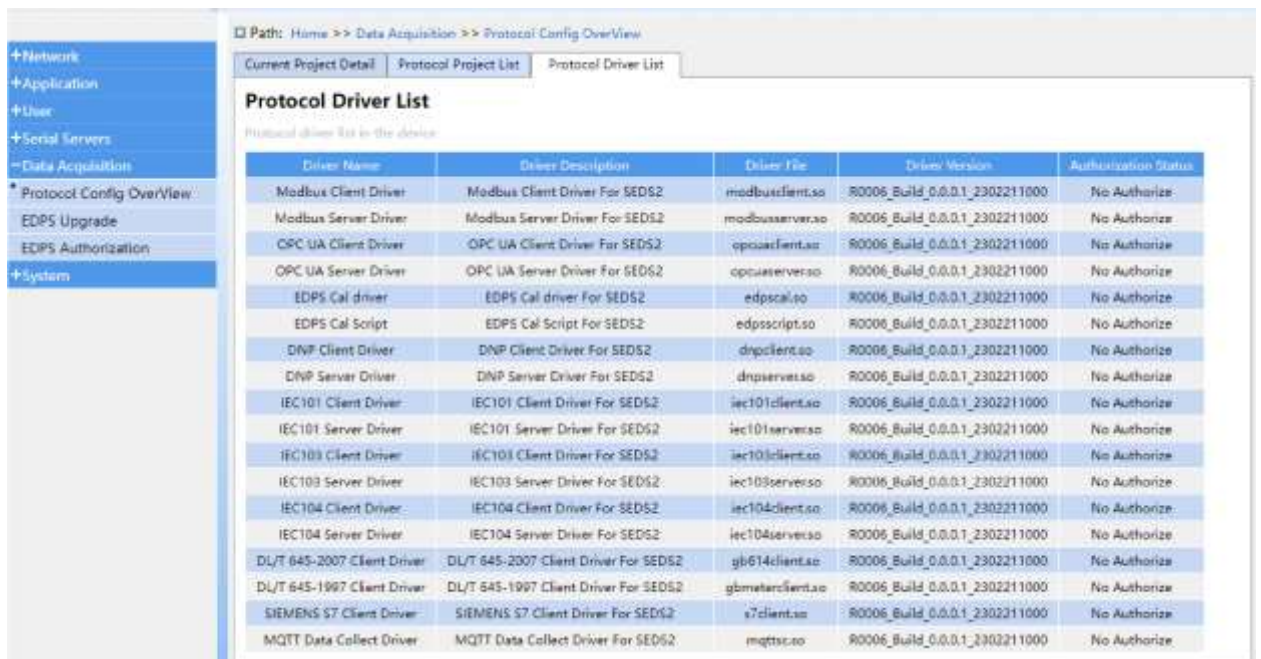 Path: Home >> Data Acquisition >> Protocol Config OverView
+Network
+Application
+User
+Serial Servers
−Data Acquisition
Protocol Config OverView
EDPS Upgrade
EDPS Authorization
+System
Current Project Detail Protocol Project List Protocol Driver List
Protocol Driver List
Protocol driver list in the device
Driver Name Driver Description Driver File Driver Version Authorization Status
Modbus Client Driver Modbus Client Driver For SEDS2 modbusclient.so R0006_Build_0.0.0.1_2302211000 No Authorize
Modbus Server Driver Modbus Server Driver For SEDS2 modbusserver.so R0006_Build_0.0.0.1_2302211000 No Authorize
OPC UA Client Driver OPC UA Client Driver For SEDS2 opcuaclient.so R0006_Build_0.0.0.1_2302211000 No Authorize
OPC UA Server Driver OPC UA Server Driver For SEDS2 opcuaserver.so R0006_Build_0.0.0.1_2302211000 No Authorize
EDPS Cal driver EDPS Cal driver For SEDS2 edpscal.so R0006_Build_0.0.0.1_2302211000 No Authorize
EDPS Cal Script EDPS Cal Script For SEDS2 edpsscript.so R0006_Build_0.0.0.1_2302211000 No Authorize
DNP Client Driver DNP Client Driver For SEDS2 dnpclient.so R0006_Build_0.0.0.1_2302211000 No Authorize
DNP Server Driver DNP Server Driver For SEDS2 dnpserver.so R0006_Build_0.0.0.1_2302211000 No Authorize
IEC101 Client Driver IEC101 Client Driver For SEDS2 iec101client.so R0006_Build_0.0.0.1_2302211000 No Authorize
IEC101 Server Driver IEC101 Server Driver For SEDS2 iec101server.so R0006_Build_0.0.0.1_2302211000 No Authorize
IEC103 Client Driver IEC103 Client Driver For SEDS2 iec103client.so R0006_Build_0.0.0.1_2302211000 No Authorize
IEC103 Server Driver IEC103 Server Driver For SEDS2 iec103server.so R0006_Build_0.0.0.1_2302211000 No Authorize
IEC104 Client Driver IEC104 Client Driver For SEDS2 iec104client.so R0006_Build_0.0.0.1_2302211000 No Authorize
IEC104 Server Driver IEC104 Server Driver For SEDS2 iec104server.so R0006_Build_0.0.0.1_2302211000 No Authorize
DL/T 645-2007 Client Driver DL/T 645-2007 Client Driver For SEDS2 gb614client.so R0006_Build_0.0.0.1_2302211000 No Authorize
DL/T 645-1997 Client Driver DL/T 645-1997 Client Driver For SEDS2 gbmeterclient.so R0006_Build_0.0.0.1_2302211000 No Authorize
SIEMENS S7 Client Driver SIEMENS S7 Client Driver For SEDS2 s7client.so R0006_Build_0.0.0.1_2302211000 No Authorize
MQTT Data Collect Driver MQTT Data Collect Driver For SEDS2 mqttsc.so R0006_Build_0.0.0.1_2302211000 No Authorize